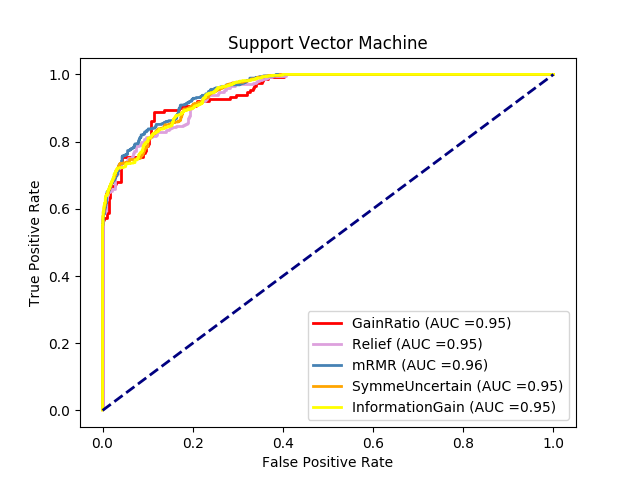 Support Vector Machine
True Positive Rate
1.0
0.8
0.6
0.4
0.2
0.0
GainRatio (AUC =0.95)
Relief (AUC =0.95)
mRMR (AUC =0.96)
SymmeUncertain (AUC =0.95)
InformationGain (AUC =0.95)
0.0 0.2 0.4 0.6 0.8 1.0
False Positive Rate